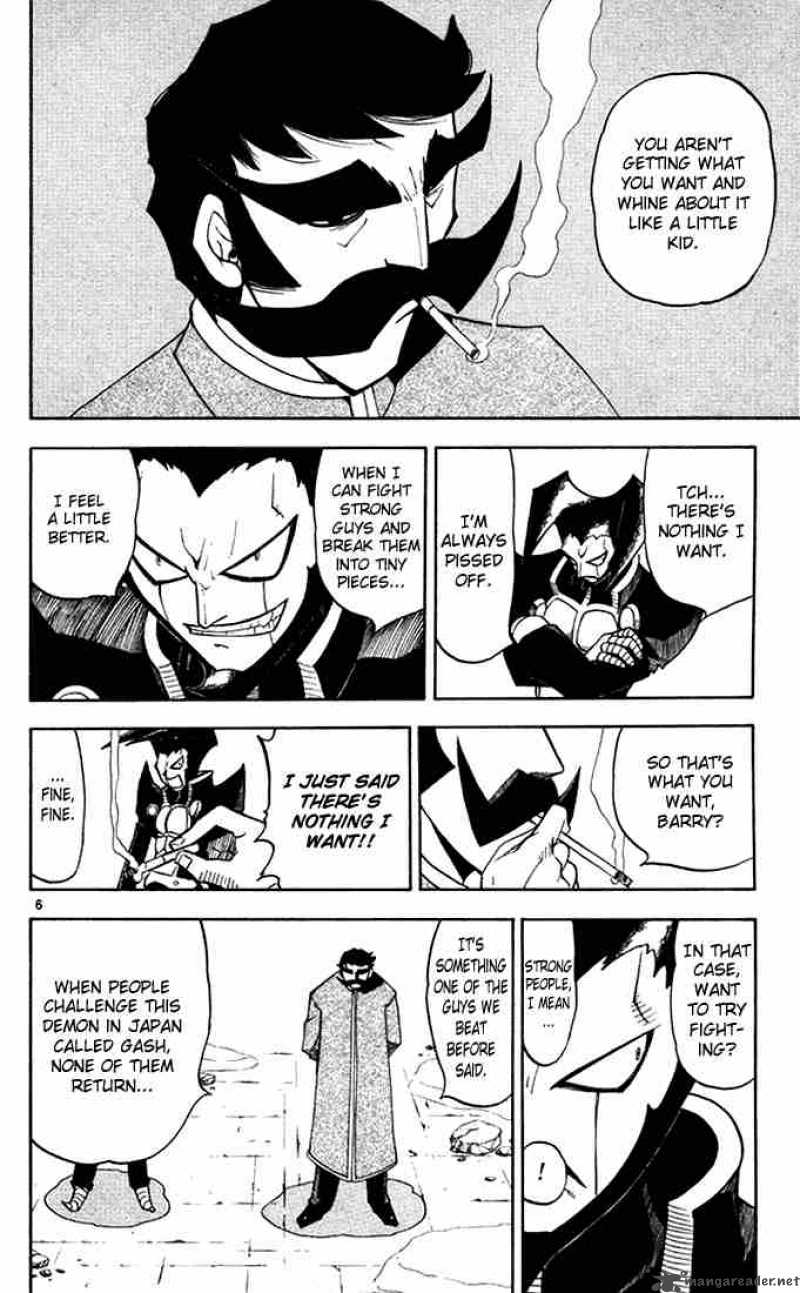 YOU AREN'T
GETTING WHAT
YOU WANT AND
WHINE ABOUT IT
LIKE A LITTLE
KID.
TCH...
THERE'S
NOTHING I
WANT.
I'M
ALWAYS
PISSED
OFF.
WHEN I
CAN FIGHT
STRONG
GUYS AND
BREAK THEM
INTO TINY
PIECES...
I FEEL
A LITTLE
BETTER.
SO THAT'S
WHAT YOU
WANT,
BARRY?
I JUST SAID
THERE'S
NOTHING I
WANT!!
...
FINE,
FINE.
6
IN THAT
CASE,
WANT
TO TRY
FIGHT-
ING?
STRONG
PEOPLE,
I MEAN
...
!
IT'S
SOMETHING
ONE OF THE
GUYS WE
BEAT
BEFORE
SAID.
WHEN PEOPLE
CHALLENGE THIS
DEMON IN JAPAN
CALLED GASH,
NONE OF THEM
RETURN...
mangareader.net